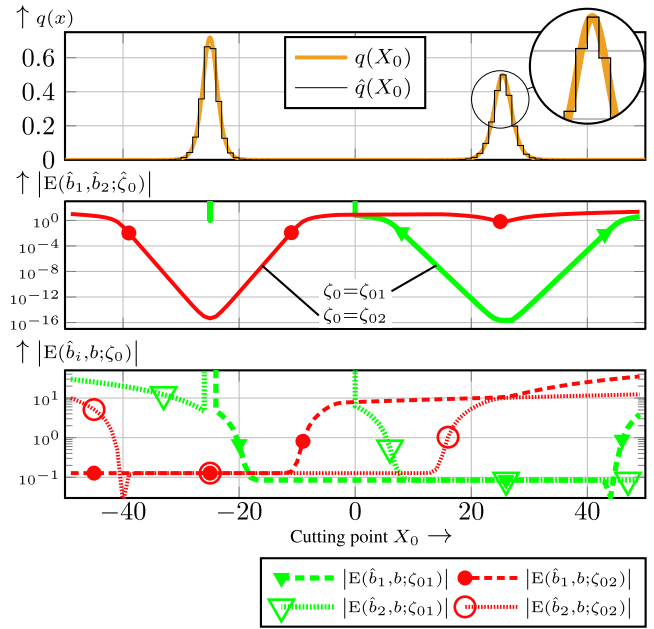 ↑ q(x)
0.6
0.4
0.2
0
q(X₀)
q̂(X₀)
↑ |E(b̂₁,b̂₂;ζ̂₀)|
10⁰
10⁻⁴
10⁻⁸
10⁻¹²
10⁻¹⁶
ζ₀=ζ₀₁
ζ₀=ζ₀₂
↑ |E(b̂ᵢ,b;ζ₀)|
10¹
10⁰
10⁻¹
−40 −20 0 20 40
Cutting point X₀ →
|E(b̂₁,b;ζ₀₁)| |E(b̂₁,b;ζ₀₂)|
|E(b̂₂,b;ζ₀₁)| |E(b̂₂,b;ζ₀₂)|